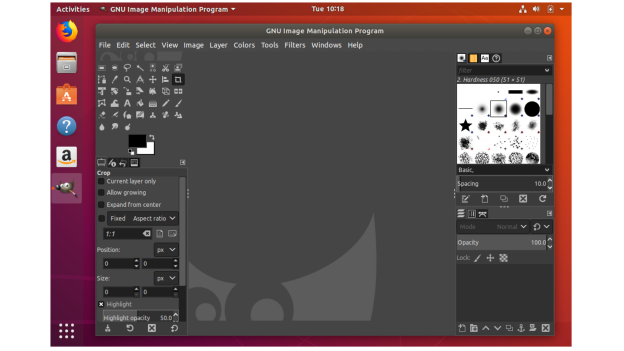 Activities
GNU Image Manipulation Program
Tue 10:18
GNU Image Manipulation Program
File Edit Select View Image Layer Colors Tools Filters Windows Help
filter
2. Hardness 050 (51 × 51)
Basic,
Spacing 10.0
Mode Normal
Opacity 100.0
Lock:
Crop
Current layer only
Allow growing
Expand from center
Fixed Aspect ratio
1:1
Position: px
0 0
Size: px
0 0
Highlight
Highlight opacity 50.0